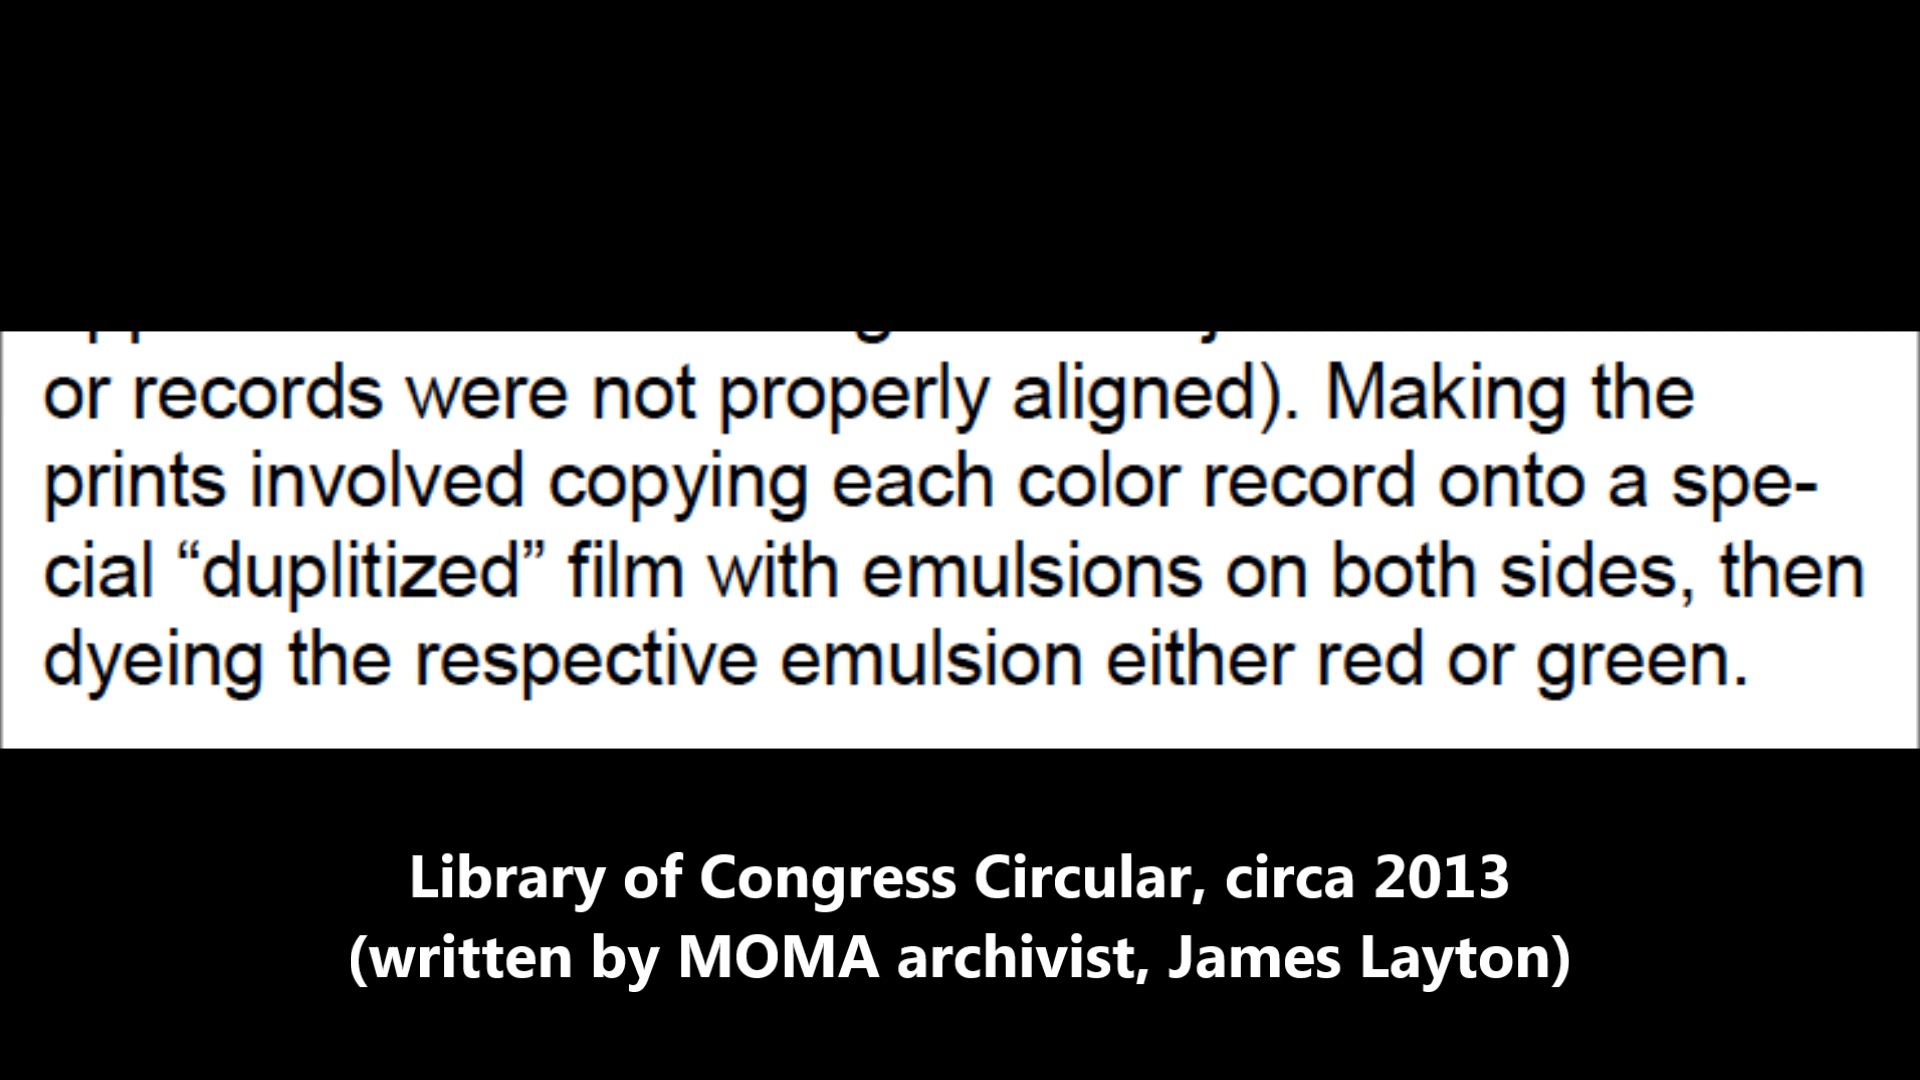 or records were not properly aligned). Making the
prints involved copying each color record onto a spe-
cial “duplitized” film with emulsions on both sides, then
dyeing the respective emulsion either red or green.
Library of Congress Circular, circa 2013
(written by MOMA archivist, James Layton)